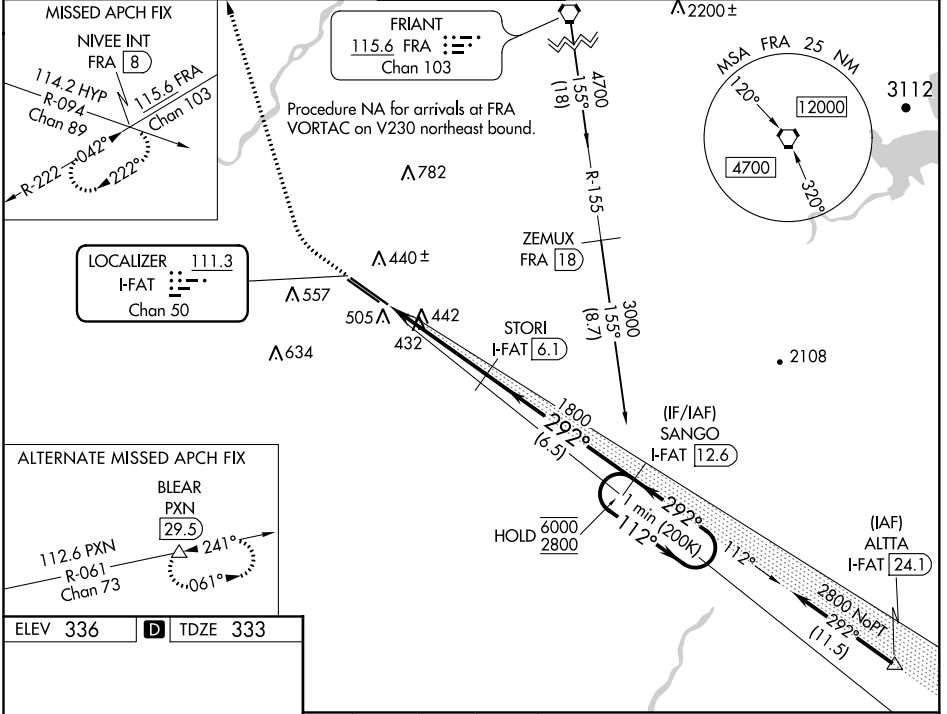 MISSED APCH FIX
NIVEE INT
FRA 8
114.2 HYP
R-094
Chan 89
115.6 FRA
Chan 103
R-222
042°
222°
FRIANT
115.6 FRA
Chan 103
Procedure NA for arrivals at FRA
VORTAC on V230 northeast bound.
4700
155°
(18)
R-155
2200±
MSA FRA 25 NM
120°
12000
4700
320°
3112
782
ZEMUX
FRA 18
3000
155°
(8.7)
LOCALIZER 111.3
I-FAT
Chan 50
440±
557
505
442
432
634
STORI
I-FAT 6.1
2108
1800
292°
(6.5)
(IF/IAF)
SANGO
I-FAT 12.6
HOLD 6000
2800
1 min (200K)
292°
112°
112°
(IAF)
ALTTA
I-FAT 24.1
2800 NoPT
292°
(11.5)
ALTERNATE MISSED APCH FIX
BLEAR
PXN
29.5
112.6 PXN
R-061
Chan 73
241°
061°
ELEV 336 D TDZE 333